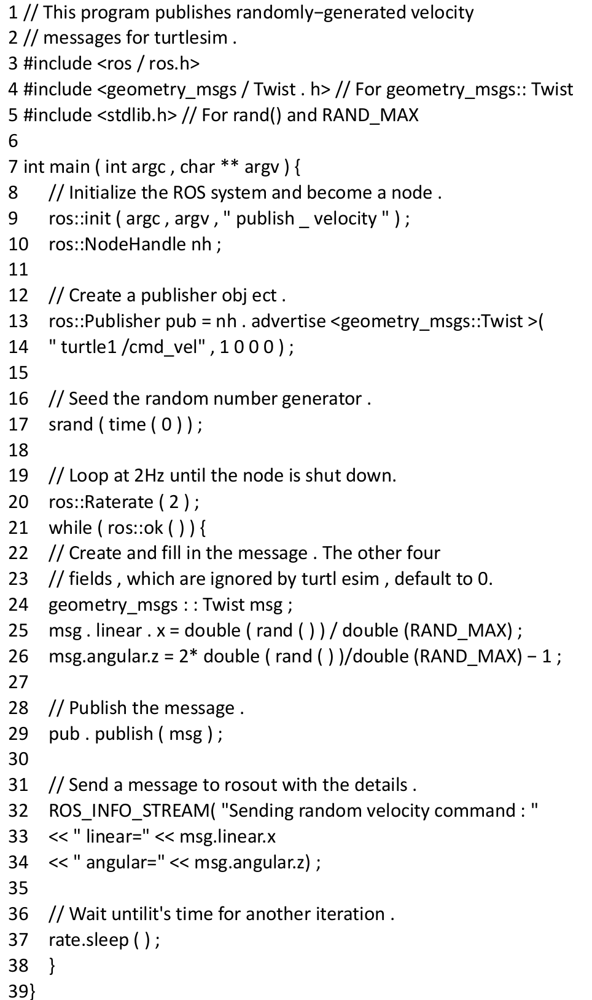 1 // This program publishes randomly−generated velocity
2 // messages for turtlesim .
3 #include <ros / ros.h>
4 #include <geometry_msgs / Twist . h> // For geometry_msgs:: Twist
5 #include <stdlib.h> // For rand() and RAND_MAX
6
7 int main ( int argc , char ** argv ) {
8 // Initialize the ROS system and become a node .
9 ros::init ( argc , argv , " publish _ velocity " ) ;
10 ros::NodeHandle nh ;
11
12 // Create a publisher obj ect .
13 ros::Publisher pub = nh . advertise <geometry_msgs::Twist >(
14 " turtle1 /cmd_vel" , 1 0 0 0 ) ;
15
16 // Seed the random number generator .
17 srand ( time ( 0 ) ) ;
18
19 // Loop at 2Hz until the node is shut down.
20 ros::Raterate ( 2 ) ;
21 while ( ros::ok ( ) ) {
22 // Create and fill in the message . The other four
23 // fields , which are ignored by turtl esim , default to 0.
24 geometry_msgs : : Twist msg ;
25 msg . linear . x = double ( rand ( ) ) / double (RAND_MAX) ;
26 msg.angular.z = 2* double ( rand ( ) )/double (RAND_MAX) − 1 ;
27
28 // Publish the message .
29 pub . publish ( msg ) ;
30
31 // Send a message to rosout with the details .
32 ROS_INFO_STREAM( "Sending random velocity command : "
33 << " linear=" << msg.linear.x
34 << " angular=" << msg.angular.z) ;
35
36 // Wait untilit's time for another iteration .
37 rate.sleep ( ) ;
38 }
39}